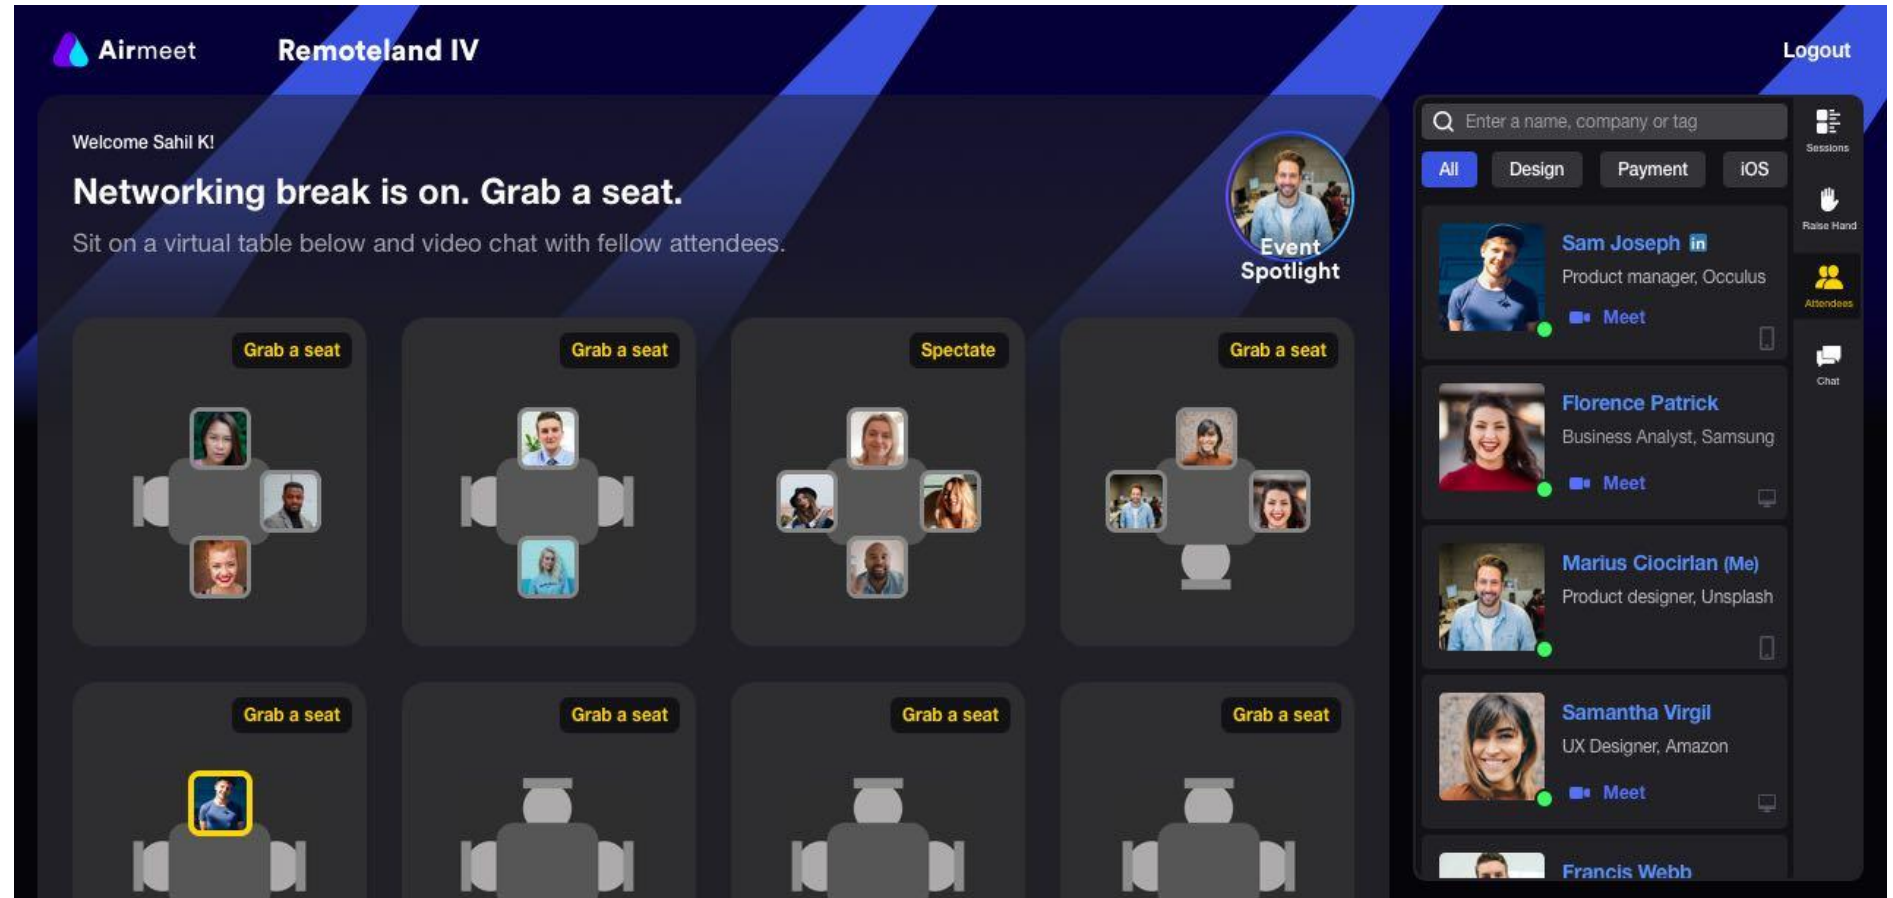 Airmeet
Remoteland IV
Logout
Welcome Sahil K!
Networking break is on. Grab a seat.
Sit on a virtual table below and video chat with fellow attendees.
Event
Spotlight
Grab a seat
Grab a seat
Spectate
Grab a seat
Grab a seat
Grab a seat
Grab a seat
Grab a seat
Enter a name, company or tag
All
Design
Payment
iOS
Sam Joseph in
Product manager, Occulus
Meet
Florence Patrick
Business Analyst, Samsung
Meet
Marius Ciocirlan (Me)
Product designer, Unsplash
Samantha Virgil
UX Designer, Amazon
Meet
Francis Webb
Sessions
Raise Hand
Attendees
Chat